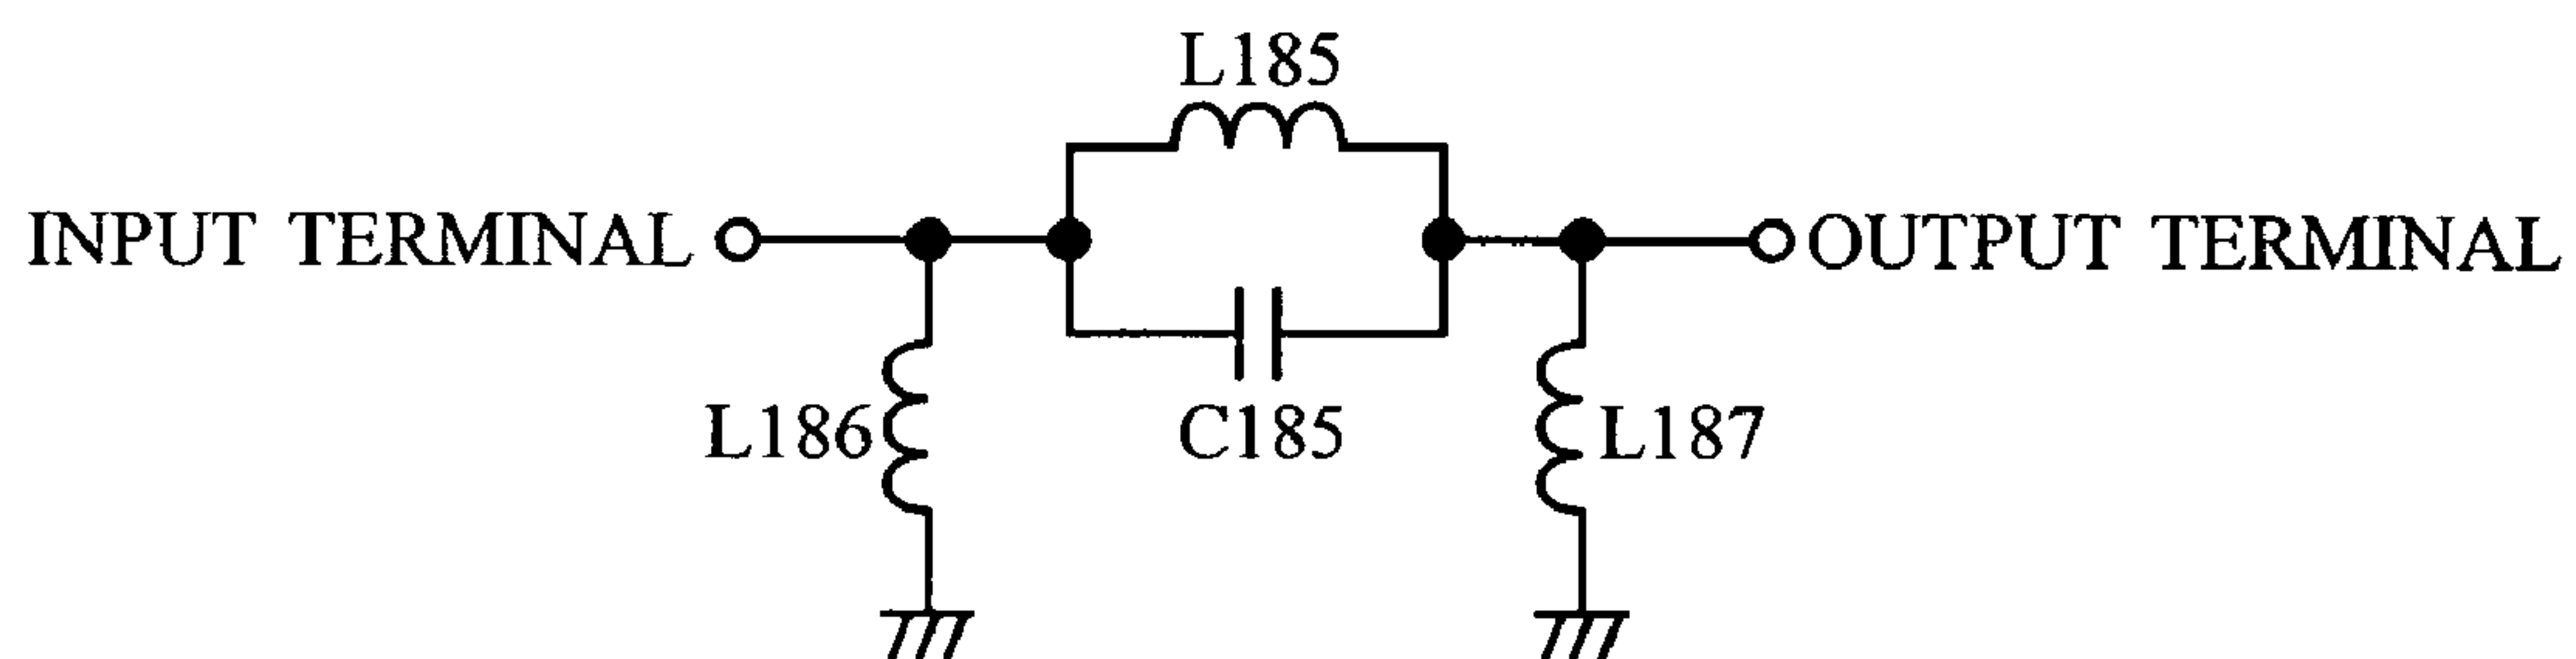 L185
INPUT TERMINAL
OUTPUT TERMINAL
L186
C185
L187